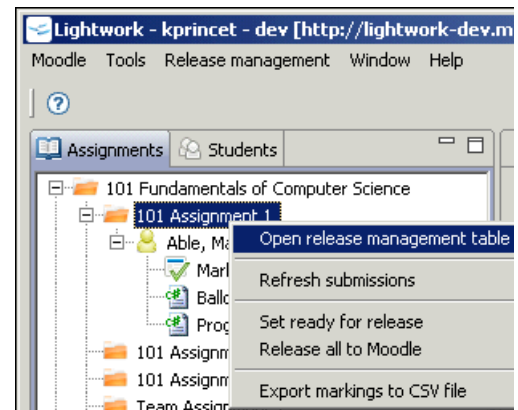 Lightwork - kprincet - dev [http://lightwork-dev.m
Moodle Tools Release management Window Help
Assignments Students
101 Fundamentals of Computer Science
101 Assignment 1
Able, Ma
Open release management table
Mark
Refresh submissions
Ballo
Prog
Set ready for release
101 Assignm
Release all to Moodle
101 Assignm
Export markings to CSV file
Team Assign